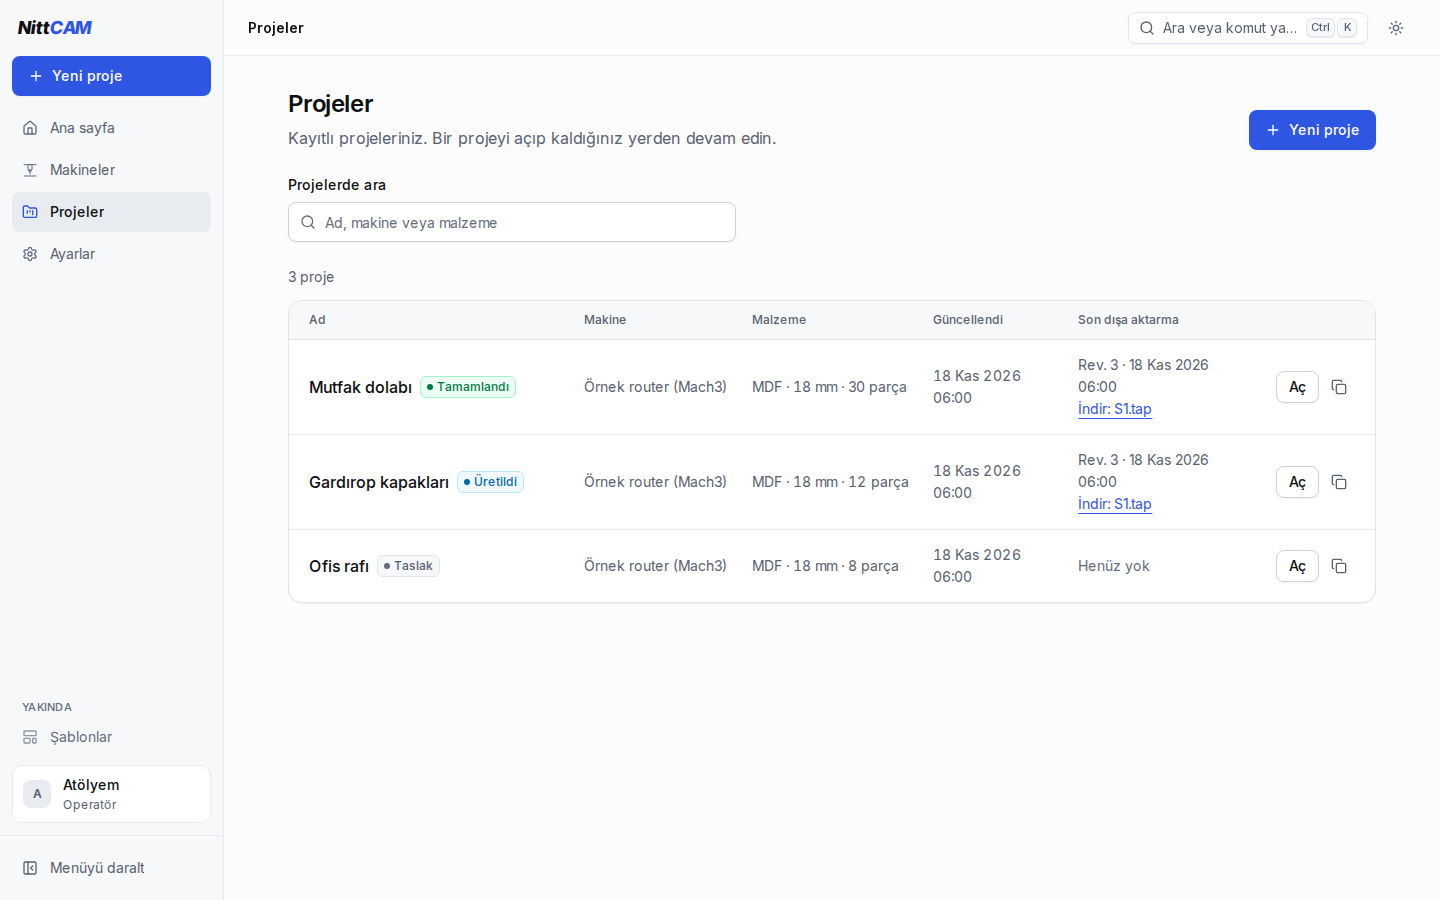 NittCAM
Yeni proje
Ana sayfa
Makineler
Projeler
Ayarlar
YAKINDA
Şablonlar
A
Atölyem
Operatör
Menüyü daralt
Projeler
Ara veya komut ya… Ctrl K
Projeler
Kayıtlı projeleriniz. Bir projeyi açıp kaldığınız yerden devam edin.
Yeni proje
Projelerde ara
Ad, makine veya malzeme
3 proje
Ad Makine Malzeme Güncellendi Son dışa aktarma
Mutfak dolabı Tamamlandı Örnek router (Mach3) MDF · 18 mm · 30 parça 18 Kas 2026 06:00 Rev. 3 · 18 Kas 2026 06:00 İndir: S1.tap Aç
Gardırop kapakları Üretildi Örnek router (Mach3) MDF · 18 mm · 12 parça 18 Kas 2026 06:00 Rev. 3 · 18 Kas 2026 06:00 İndir: S1.tap Aç
Ofis rafı Taslak Örnek router (Mach3) MDF · 18 mm · 8 parça 18 Kas 2026 06:00 Henüz yok Aç